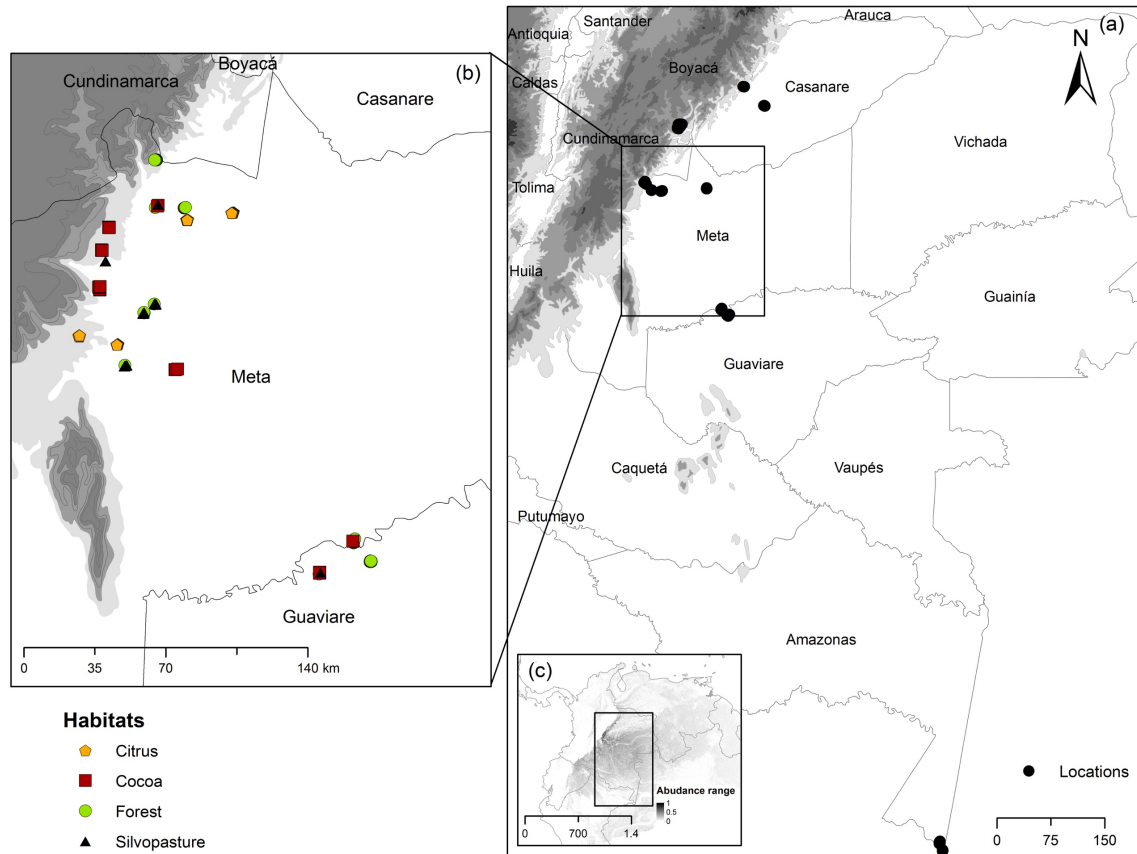 (b)
Boyacá
Cundinamarca
Casanare
Meta
Guaviare
0 35 70 140 km
Habitats
Citrus
Cocoa
Forest
Silvopasture
(a)
N
Arauca
Santander
Antioquia
Boyacá
Caldas
Casanare
Cundinamarca
Vichada
Tolima
Meta
Huila
Guainía
Guaviare
Caquetá
Vaupés
Putumayo
Amazonas
(c)
Abudance range
1
0.5
0
0 700 1.4
Locations
0 75 150